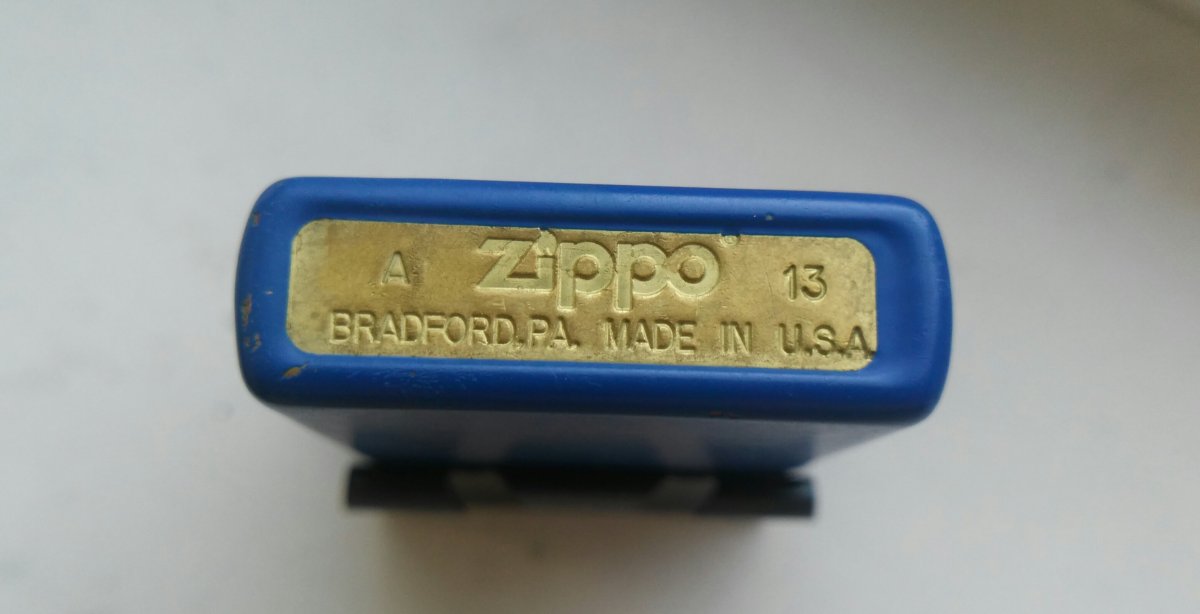 A zippo® 13
BRADFORD,PA. MADE IN U.S.A.